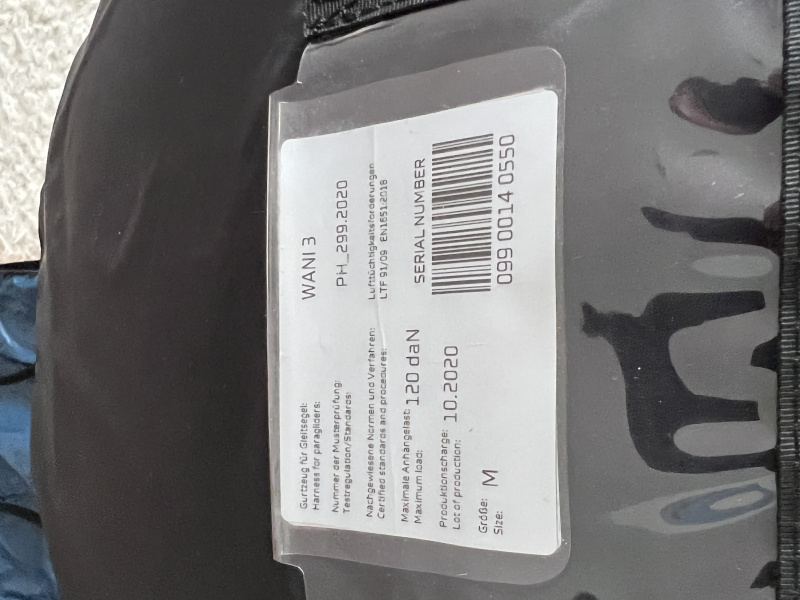 Gurtzeug für Gleitsegel:
Harness for paragliders:
WANI 3
Nummer der Musterprüfung:
Testregulation/Standards:
PH_299.2020
Nachgewiesene Normen und Verfahren:
Certified standards and procedures:
Lufttüchtigkeitsforderungen
LTF 91/09 EN1651:2018
Maximale Anhängelast:
Maximum load:
120 daN
Produktionscharge:
Lot of production:
10.2020
Größe:
Size:
M
SERIAL NUMBER
099 0014 0550